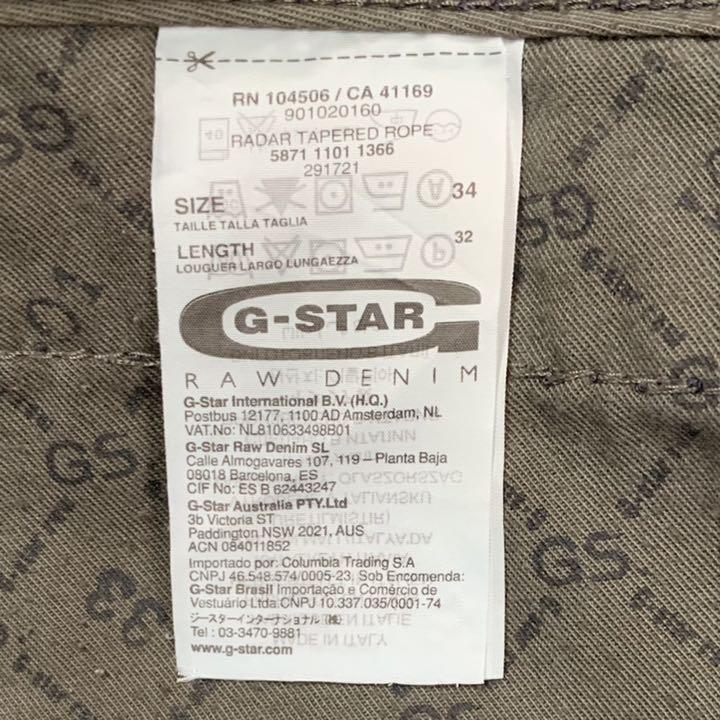 RN 104506 / CA 41169
901020160
RADAR TAPERED ROPE
5871 1101 1366
291721
SIZE 34
TAILLE TALLA TAGLIA
LENGTH 32
LOUGUER LARGO LUNGAEZZA
G-STAR
RAW DENIM
G-Star International B.V. (H.Q.)
Postbus 12177, 1100 AD Amsterdam, NL
VAT.No: NL810633498B01
G-Star Raw Denim SL
Calle Almogavares 107, 119 – Planta Baja
08018 Barcelona, ES
CIF No: ES B 62443247
G-Star Australia PTY.Ltd
3b Victoria ST
Paddington NSW 2021, AUS
ACN 084011852
Importado por: Columbia Trading S.A
CNPJ 46.548.574/0005-23, Sob Encomenda:
G-Star Brasil Importação e Comércio de
Vestuário Ltda.CNPJ 10.337.035/0001-74
ジースターインターナショナル(株)
Tel : 03-3470-9881
www.g-star.com
MADE IN ITALY